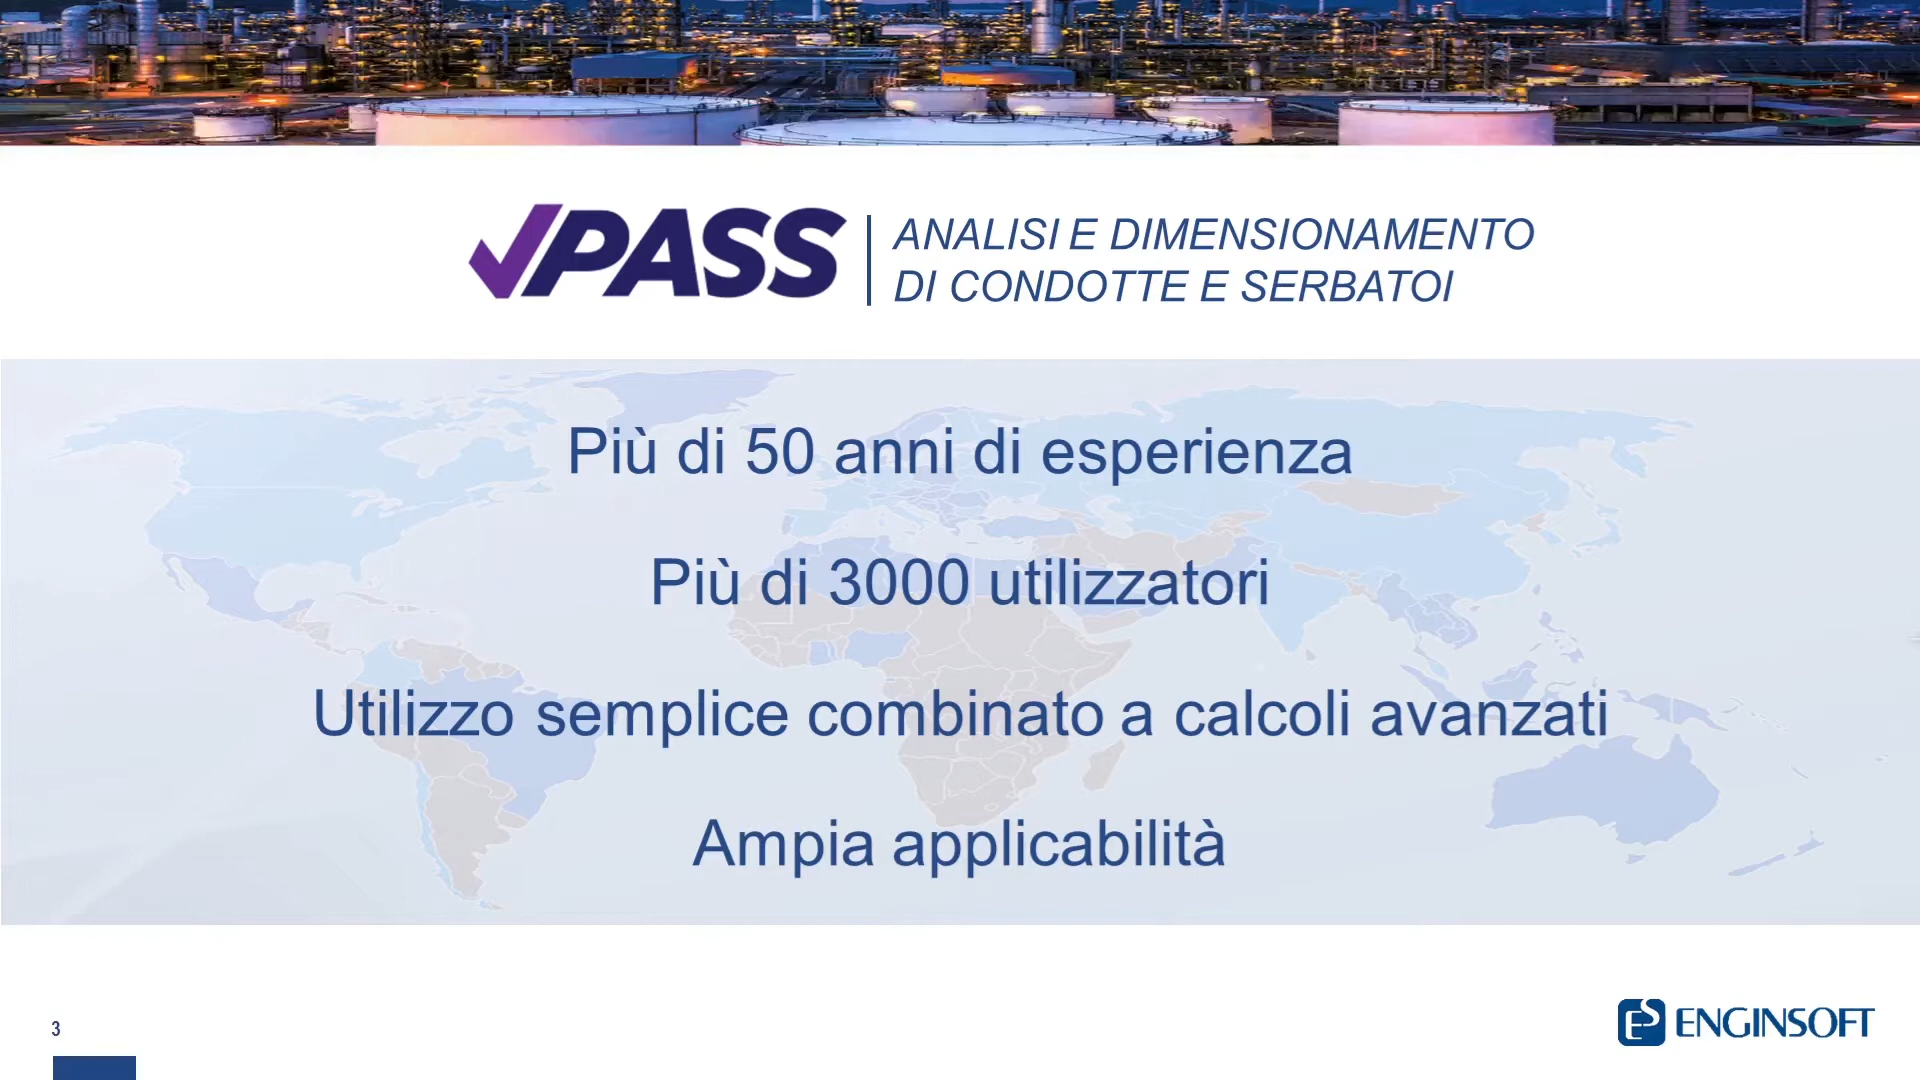 PASS
ANALISI E DIMENSIONAMENTO
DI CONDOTTE E SERBATOI
Più di 50 anni di esperienza
Più di 3000 utilizzatori
Utilizzo semplice combinato a calcoli avanzati
Ampia applicabilità
3
ES ENGINSOFT